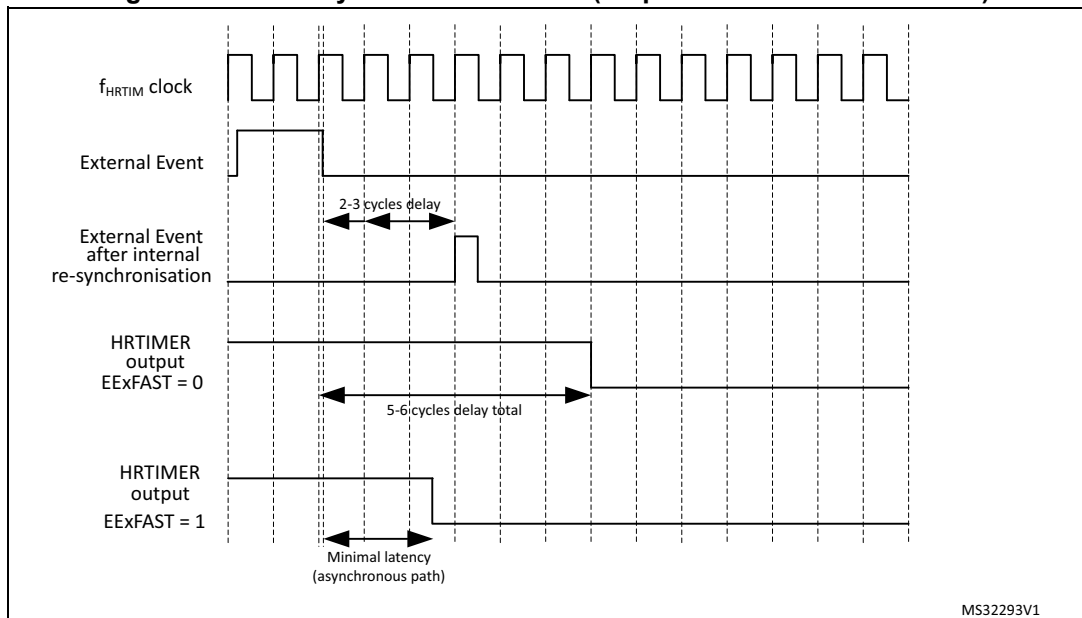 fHRTIM clock
External Event
2-3 cycles delay
External Event
after internal
re-synchronisation
HRTIMER
output
EExFAST = 0
5-6 cycles delay total
HRTIMER
output
EExFAST = 1
Minimal latency
(asynchronous path)
MS32293V1